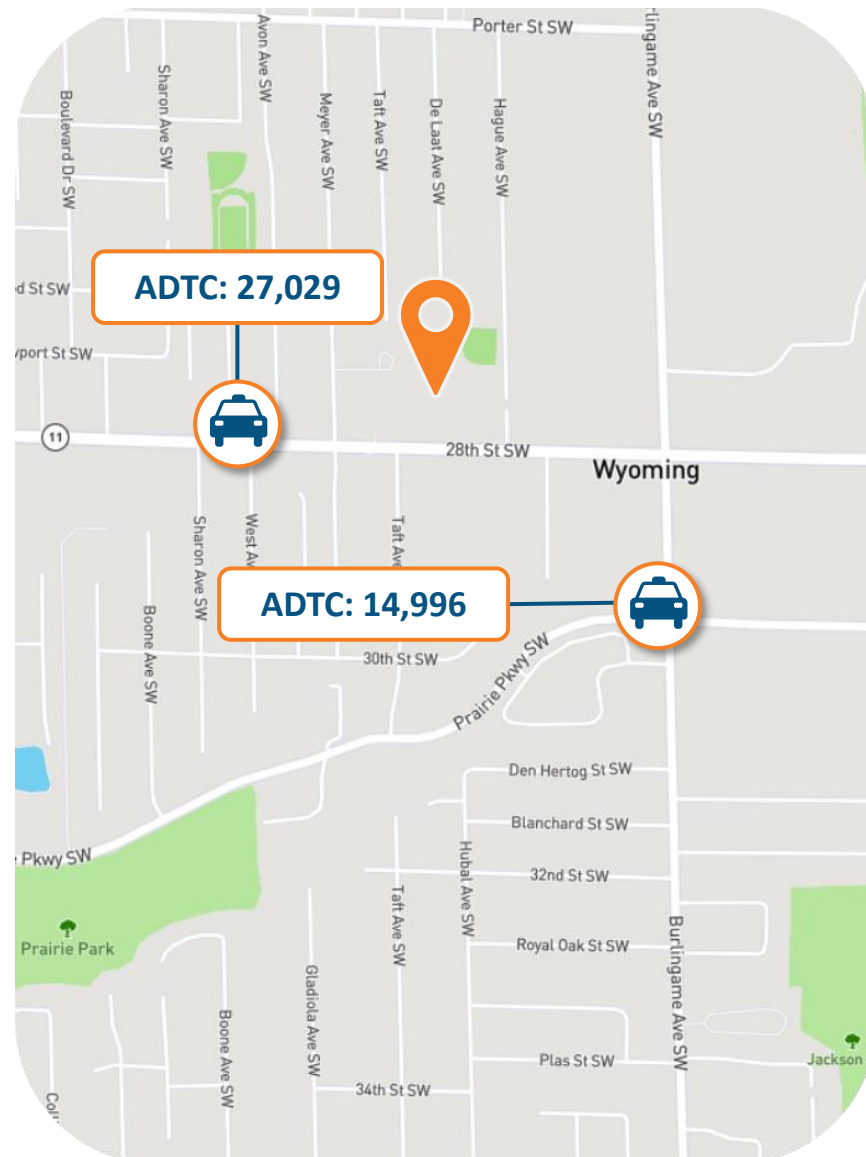 Porter St SW
rlingame Ave SW
Avon Ave SW
Sharon Ave SW
Boulevard Dr SW
Meyer Ave SW
Taft Ave SW
De Laat Ave SW
Hague Ave SW
ADTC: 27,029
d St SW
port St SW
11
28th St SW
Wyoming
Sharon Ave SW
West Av
Taft Ave
ADTC: 14,996
Boone Ave SW
30th St SW
Prairie Pkwy SW
Den Hertog St SW
Blanchard St SW
e Pkwy SW
32nd St SW
Hubal Ave SW
Taft Ave SW
Prairie Park
Royal Oak St SW
Burlingame Ave SW
Gladiola Ave SW
Boone Ave SW
Plas St SW
Jackson
34th St SW